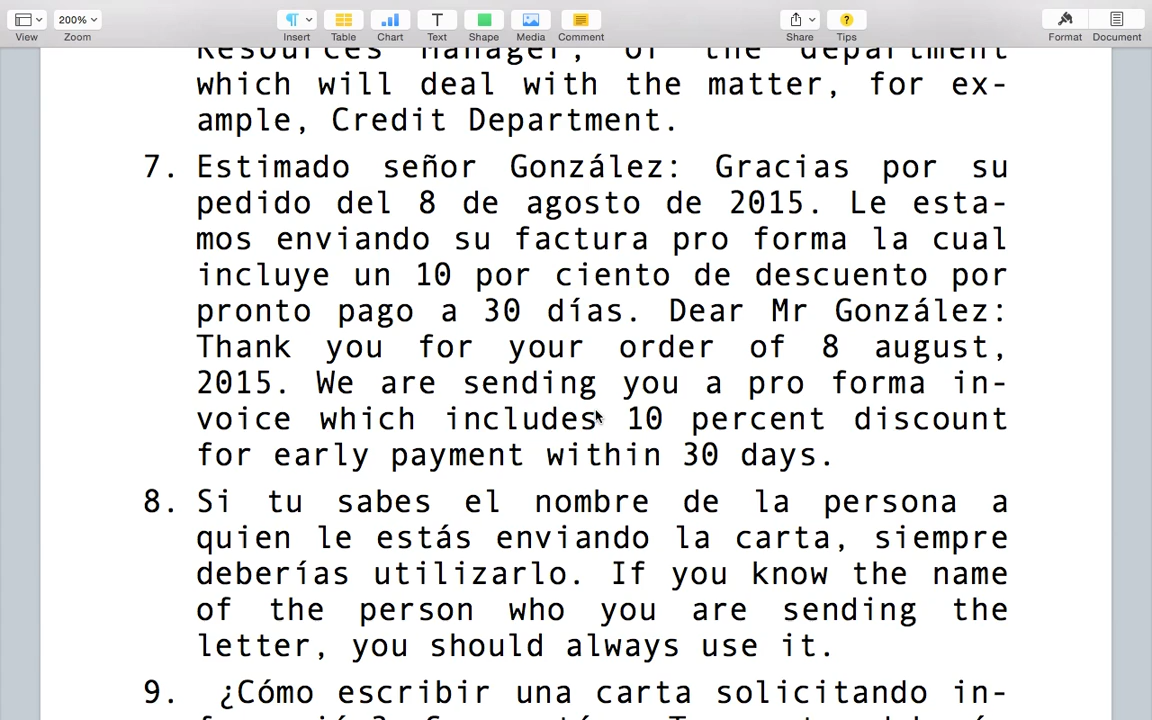 200%
View
Zoom
Insert
Table
Chart
Text
Shape
Media
Comment
Share
Tips
Format
Document
Resources Manager, or the department
which will deal with the matter, for ex-
ample, Credit Department.
7. Estimado señor González: Gracias por su
pedido del 8 de agosto de 2015. Le esta-
mos enviando su factura pro forma la cual
incluye un 10 por ciento de descuento por
pronto pago a 30 días. Dear Mr González:
Thank you for your order of 8 august,
2015. We are sending you a pro forma in-
voice which includes 10 percent discount
for early payment within 30 days.
8. Si tu sabes el nombre de la persona a
quien le estás enviando la carta, siempre
deberías utilizarlo. If you know the name
of the person who you are sending the
letter, you should always use it.
9. ¿Cómo escribir una carta solicitando in-